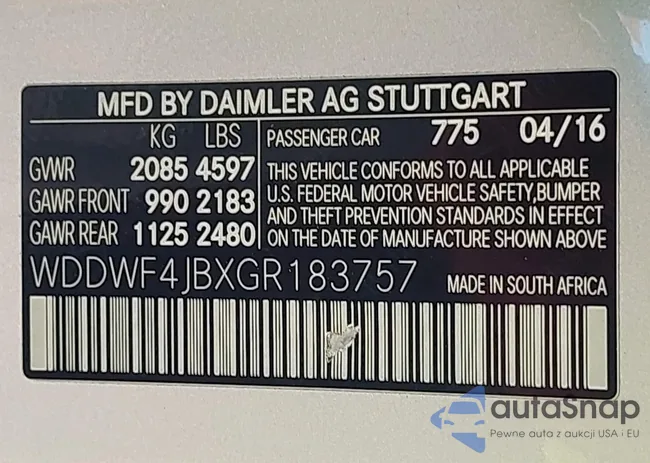 MFD BY DAIMLER AG STUTTGART
KG LBS
GVWR 2085 4597
GAWR FRONT 990 2183
GAWR REAR 1125 2480
PASSENGER CAR 775 04/16
THIS VEHICLE CONFORMS TO ALL APPLICABLE
U.S. FEDERAL MOTOR VEHICLE SAFETY,BUMPER
AND THEFT PREVENTION STANDARDS IN EFFECT
ON THE DATE OF MANUFACTURE SHOWN ABOVE
WDDWF4JBXGR183757 MADE IN SOUTH AFRICA
autoSnap
Pewne auta z aukcji USA i EU